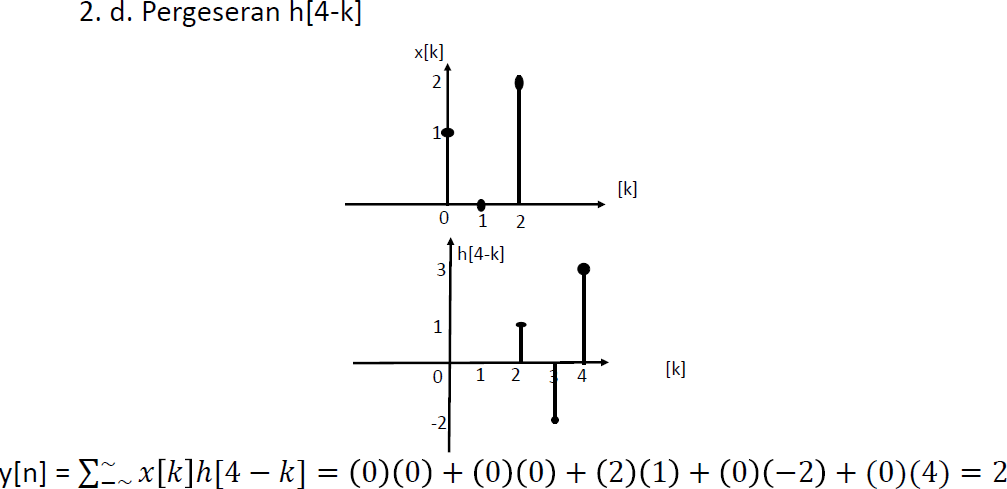 2. d. Pergeseran h[4-k]
x[k]
2
1
[k]
0 1 2
h[4-k]
3
1
0 1 2 3 4
[k]
-2
y[n] = ∑_{−~}^{~} x[k]h[4 − k] = (0)(0) + (0)(0) + (2)(1) + (0)(−2) + (0)(4) = 2